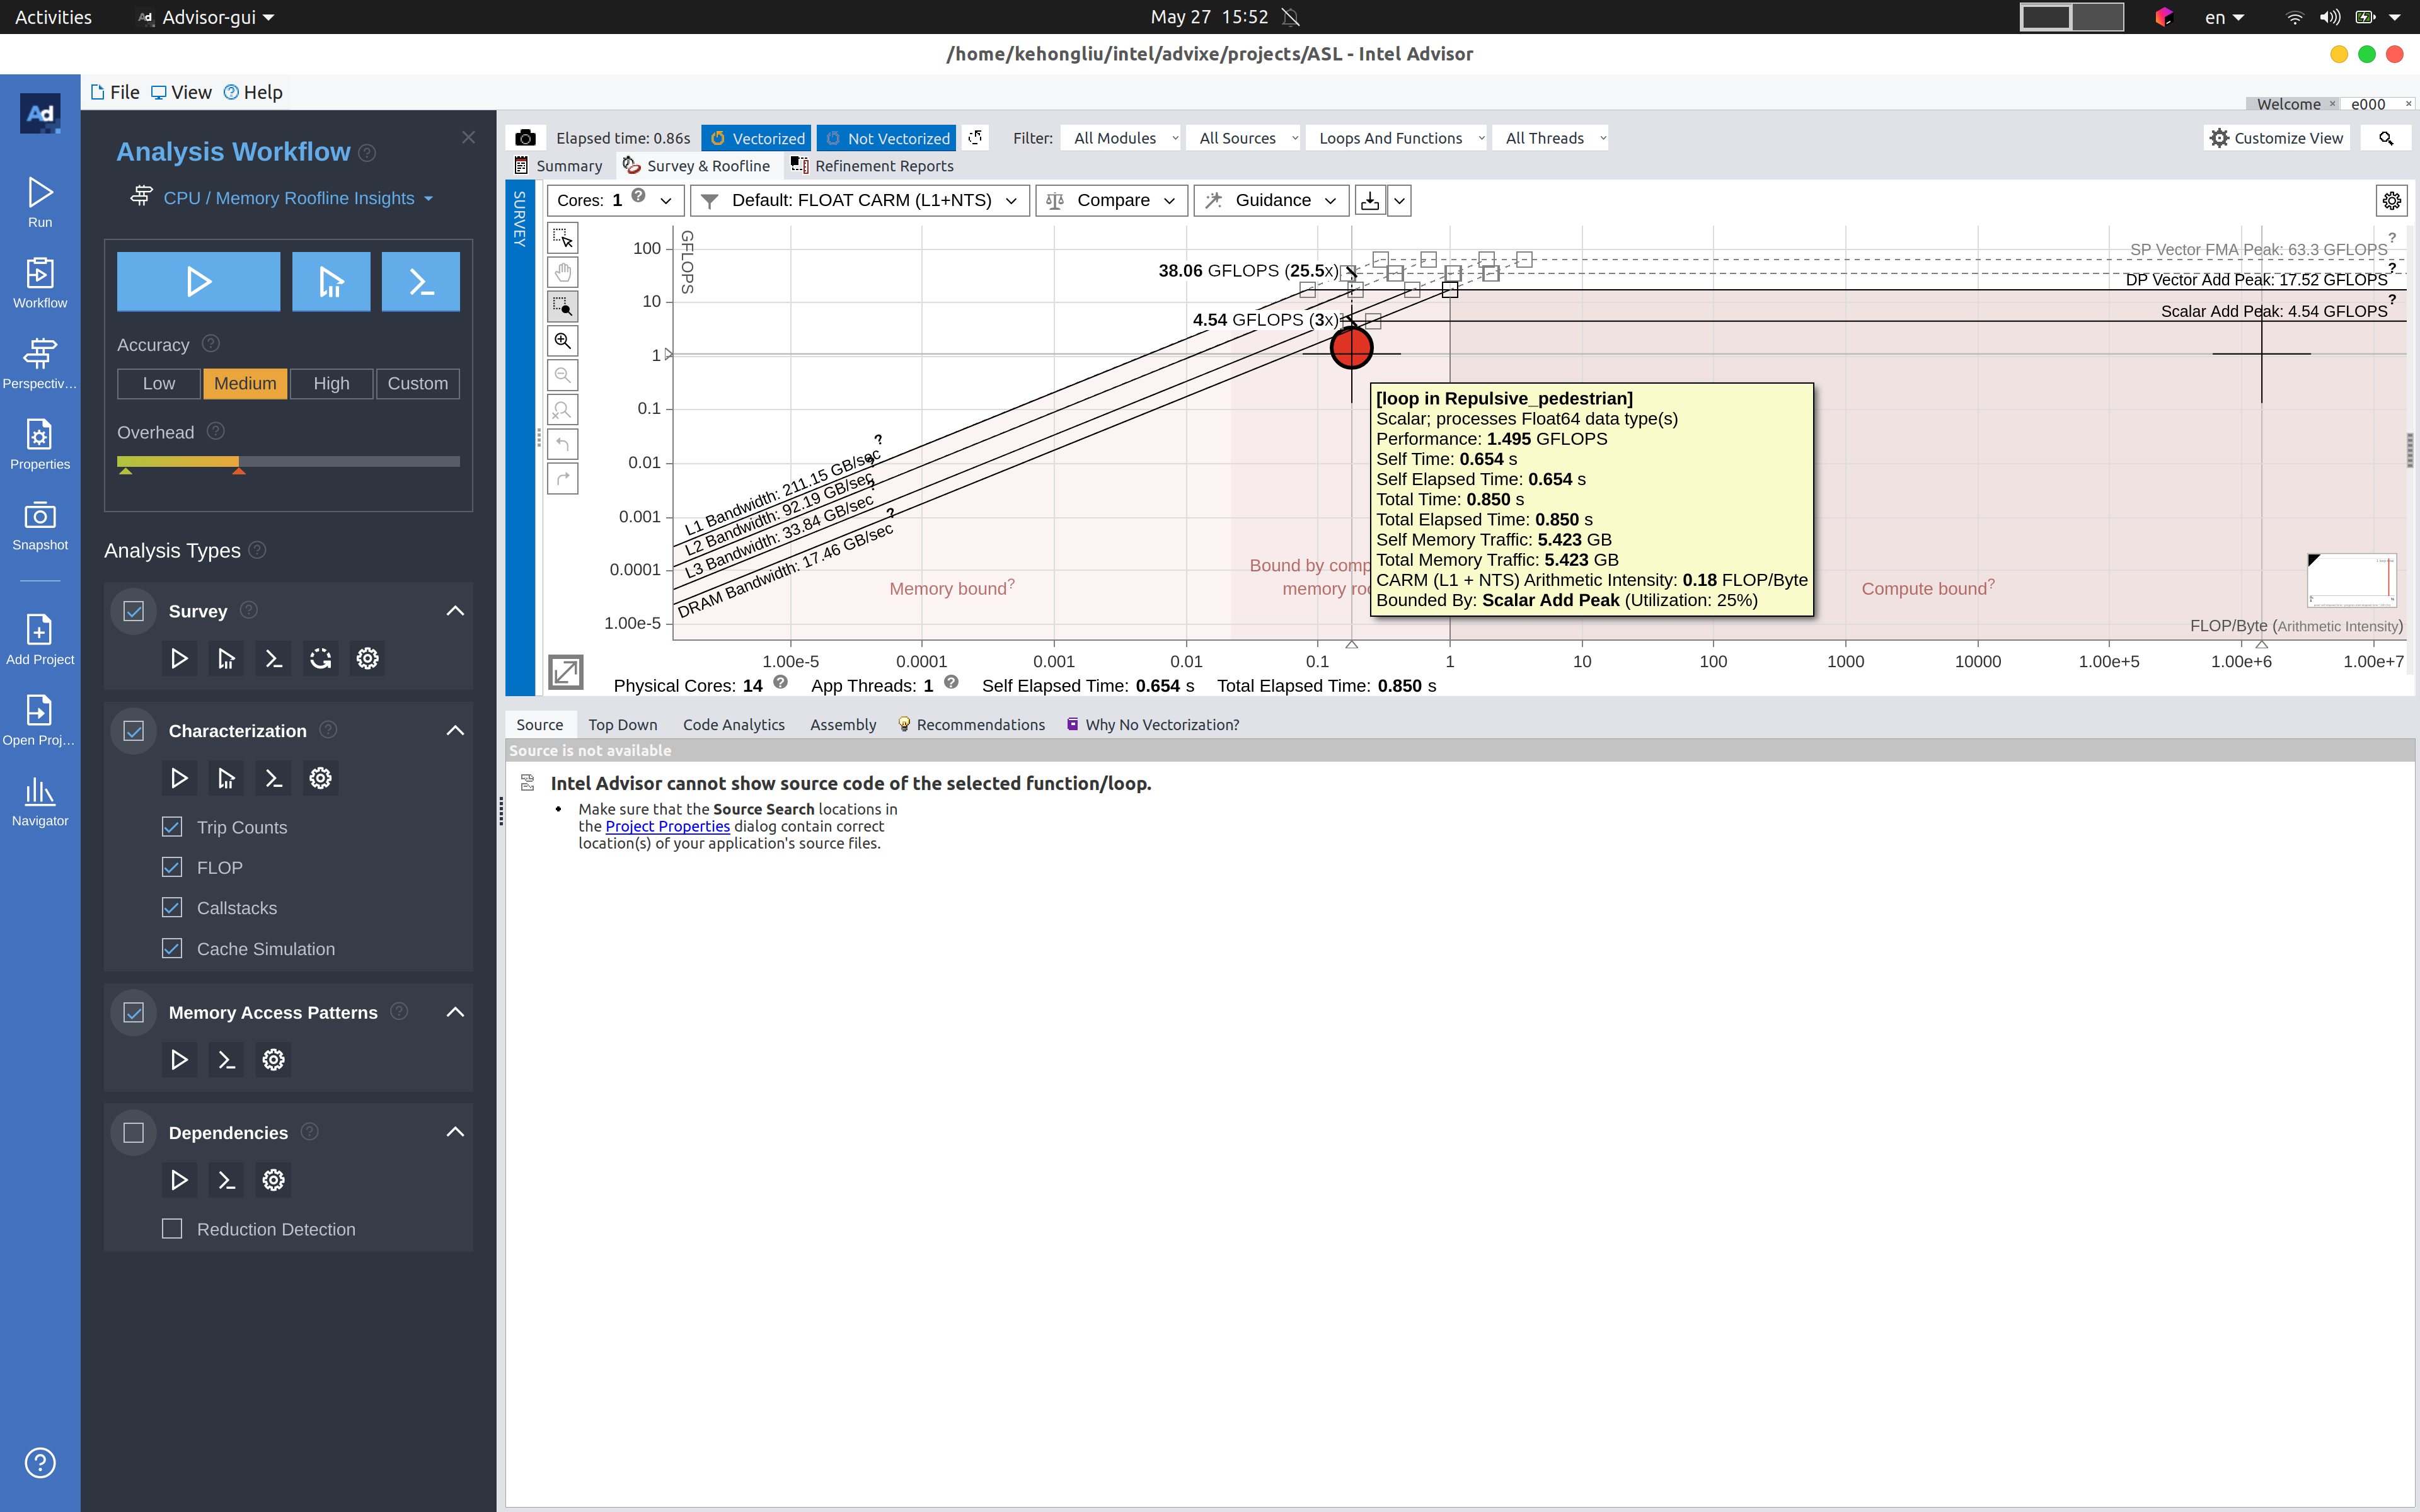 Activities
Advisor-gui
May 27 15:52
en
/home/kehongliu/intel/advixe/projects/ASL - Intel Advisor
Ad
File View Help
Welcome × e000 ×
Run
Workflow
Perspectiv...
Properties
Snapshot
Add Project
Open Proj...
Navigator
Analysis Workflow
CPU / Memory Roofline Insights
Accuracy
Low Medium High Custom
Overhead
Analysis Types
Survey
Characterization
Trip Counts
FLOP
Callstacks
Cache Simulation
Memory Access Patterns
Dependencies
Reduction Detection
Elapsed time: 0.86s Vectorized Not Vectorized Filter: All Modules All Sources Loops And Functions All Threads Customize View
Summary Survey & Roofline Refinement Reports
SURVEY
Cores: 1 Default: FLOAT CARM (L1+NTS) Compare Guidance
GFLOPS
100
10
1
0.1
0.01
0.001
0.0001
1.00e-5
SP Vector FMA Peak: 63.3 GFLOPS ?
DP Vector Add Peak: 17.52 GFLOPS ?
Scalar Add Peak: 4.54 GFLOPS ?
38.06 GFLOPS (25.5x)
4.54 GFLOPS (3x)
L1 Bandwidth: 211.15 GB/sec ?
L2 Bandwidth: 92.19 GB/sec ?
L3 Bandwidth: 33.84 GB/sec ?
DRAM Bandwidth: 17.46 GB/sec ?
Memory bound?
Bound by comp
memory roo
Compute bound?
[loop in Repulsive_pedestrian]
Scalar; processes Float64 data type(s)
Performance: 1.495 GFLOPS
Self Time: 0.654 s
Self Elapsed Time: 0.654 s
Total Time: 0.850 s
Total Elapsed Time: 0.850 s
Self Memory Traffic: 5.423 GB
Total Memory Traffic: 5.423 GB
CARM (L1 + NTS) Arithmetic Intensity: 0.18 FLOP/Byte
Bounded By: Scalar Add Peak (Utilization: 25%)
FLOP/Byte (Arithmetic Intensity)
1.00e-5 0.0001 0.001 0.01 0.1 1 10 100 1000 10000 1.00e+5 1.00e+6 1.00e+7
Physical Cores: 14 App Threads: 1 Self Elapsed Time: 0.654 s Total Elapsed Time: 0.850 s
Source Top Down Code Analytics Assembly Recommendations Why No Vectorization?
Source is not available
Intel Advisor cannot show source code of the selected function/loop.
Make sure that the Source Search locations in
the Project Properties dialog contain correct
location(s) of your application's source files.